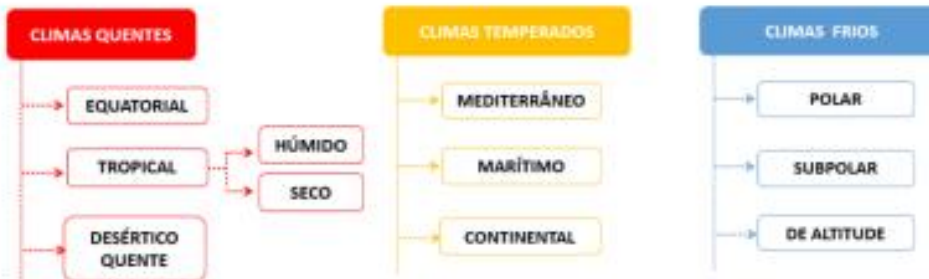 CLIMAS QUENTES
EQUATORIAL
TROPICAL
HÚMIDO
SECO
DESÉRTICO
QUENTE
CLIMAS TEMPERADOS
MEDITERRÂNEO
MARÍTIMO
CONTINENTAL
CLIMAS FRIOS
POLAR
SUBPOLAR
DE ALTITUDE